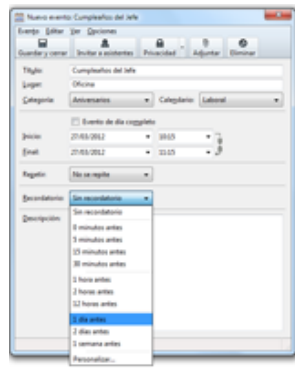 Nuevo evento: Cumpleaños del Jefe
Evento Editar Ver Opciones
Guardar y cerrar Invitar a asistentes Privacidad Adjuntar Eliminar
Título: Cumpleaños del Jefe
Lugar: Oficina
Categoría: Aniversarios Calendario: Laboral
Evento de día completo
Inicio: 27/03/2012 10:15
Final: 27/03/2012 11:15
Repetir: No se repite
Recordatorio: Sin recordatorio
Descripción:
Sin recordatorio
0 minutos antes
5 minutos antes
15 minutos antes
30 minutos antes
1 hora antes
2 horas antes
12 horas antes
1 día antes
2 días antes
1 semana antes
Personalizar...